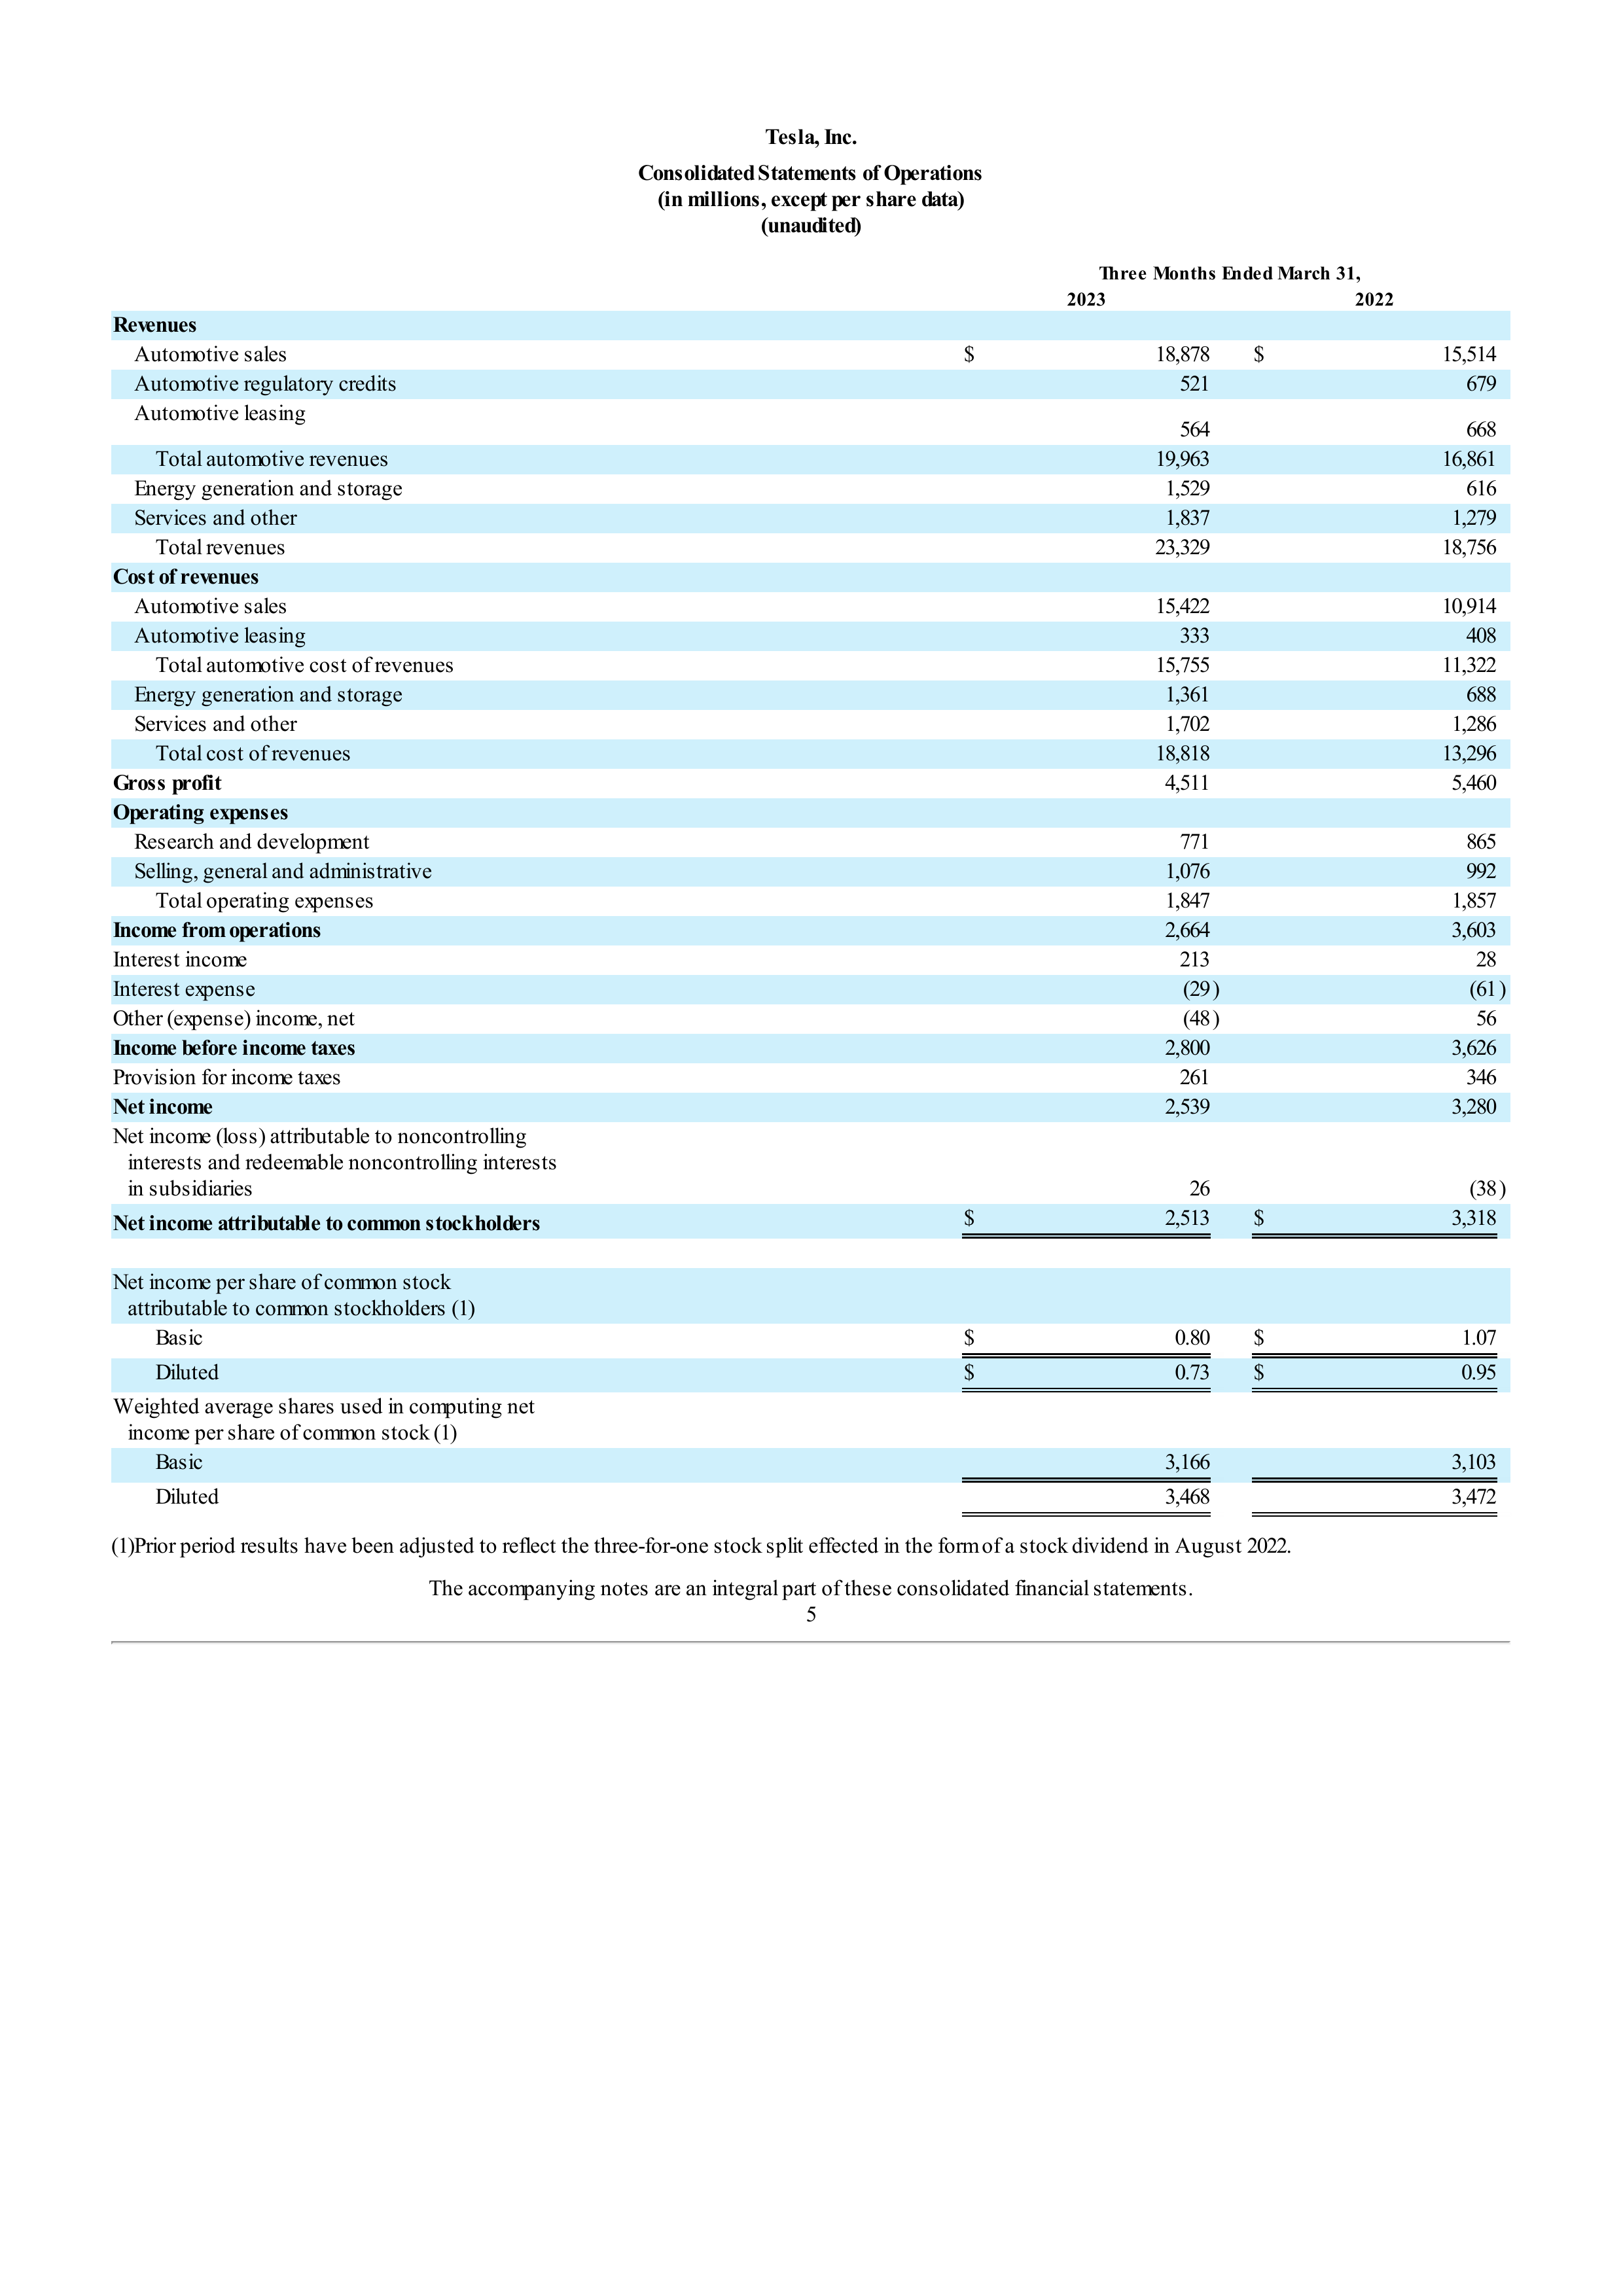 Tesla, Inc.
Consolidated Statements of Operations
(in millions, except per share data)
(unaudited)
Three Months Ended March 31,
2023 2022
Revenues
Automotive sales $ 18,878 $ 15,514
Automotive regulatory credits 521 679
Automotive leasing 564 668
Total automotive revenues 19,963 16,861
Energy generation and storage 1,529 616
Services and other 1,837 1,279
Total revenues 23,329 18,756
Cost of revenues
Automotive sales 15,422 10,914
Automotive leasing 333 408
Total automotive cost of revenues 15,755 11,322
Energy generation and storage 1,361 688
Services and other 1,702 1,286
Total cost of revenues 18,818 13,296
Gross profit 4,511 5,460
Operating expenses
Research and development 771 865
Selling, general and administrative 1,076 992
Total operating expenses 1,847 1,857
Income from operations 2,664 3,603
Interest income 213 28
Interest expense (29) (61)
Other (expense) income, net (48) 56
Income before income taxes 2,800 3,626
Provision for income taxes 261 346
Net income 2,539 3,280
Net income (loss) attributable to noncontrolling
interests and redeemable noncontrolling interests
in subsidiaries 26 (38)
Net income attributable to common stockholders $ 2,513 $ 3,318
Net income per share of common stock
attributable to common stockholders (1)
Basic $ 0.80 $ 1.07
Diluted $ 0.73 $ 0.95
Weighted average shares used in computing net
income per share of common stock (1)
Basic 3,166 3,103
Diluted 3,468 3,472
(1)Prior period results have been adjusted to reflect the three-for-one stock split effected in the form of a stock dividend in August 2022.
The accompanying notes are an integral part of these consolidated financial statements.
5